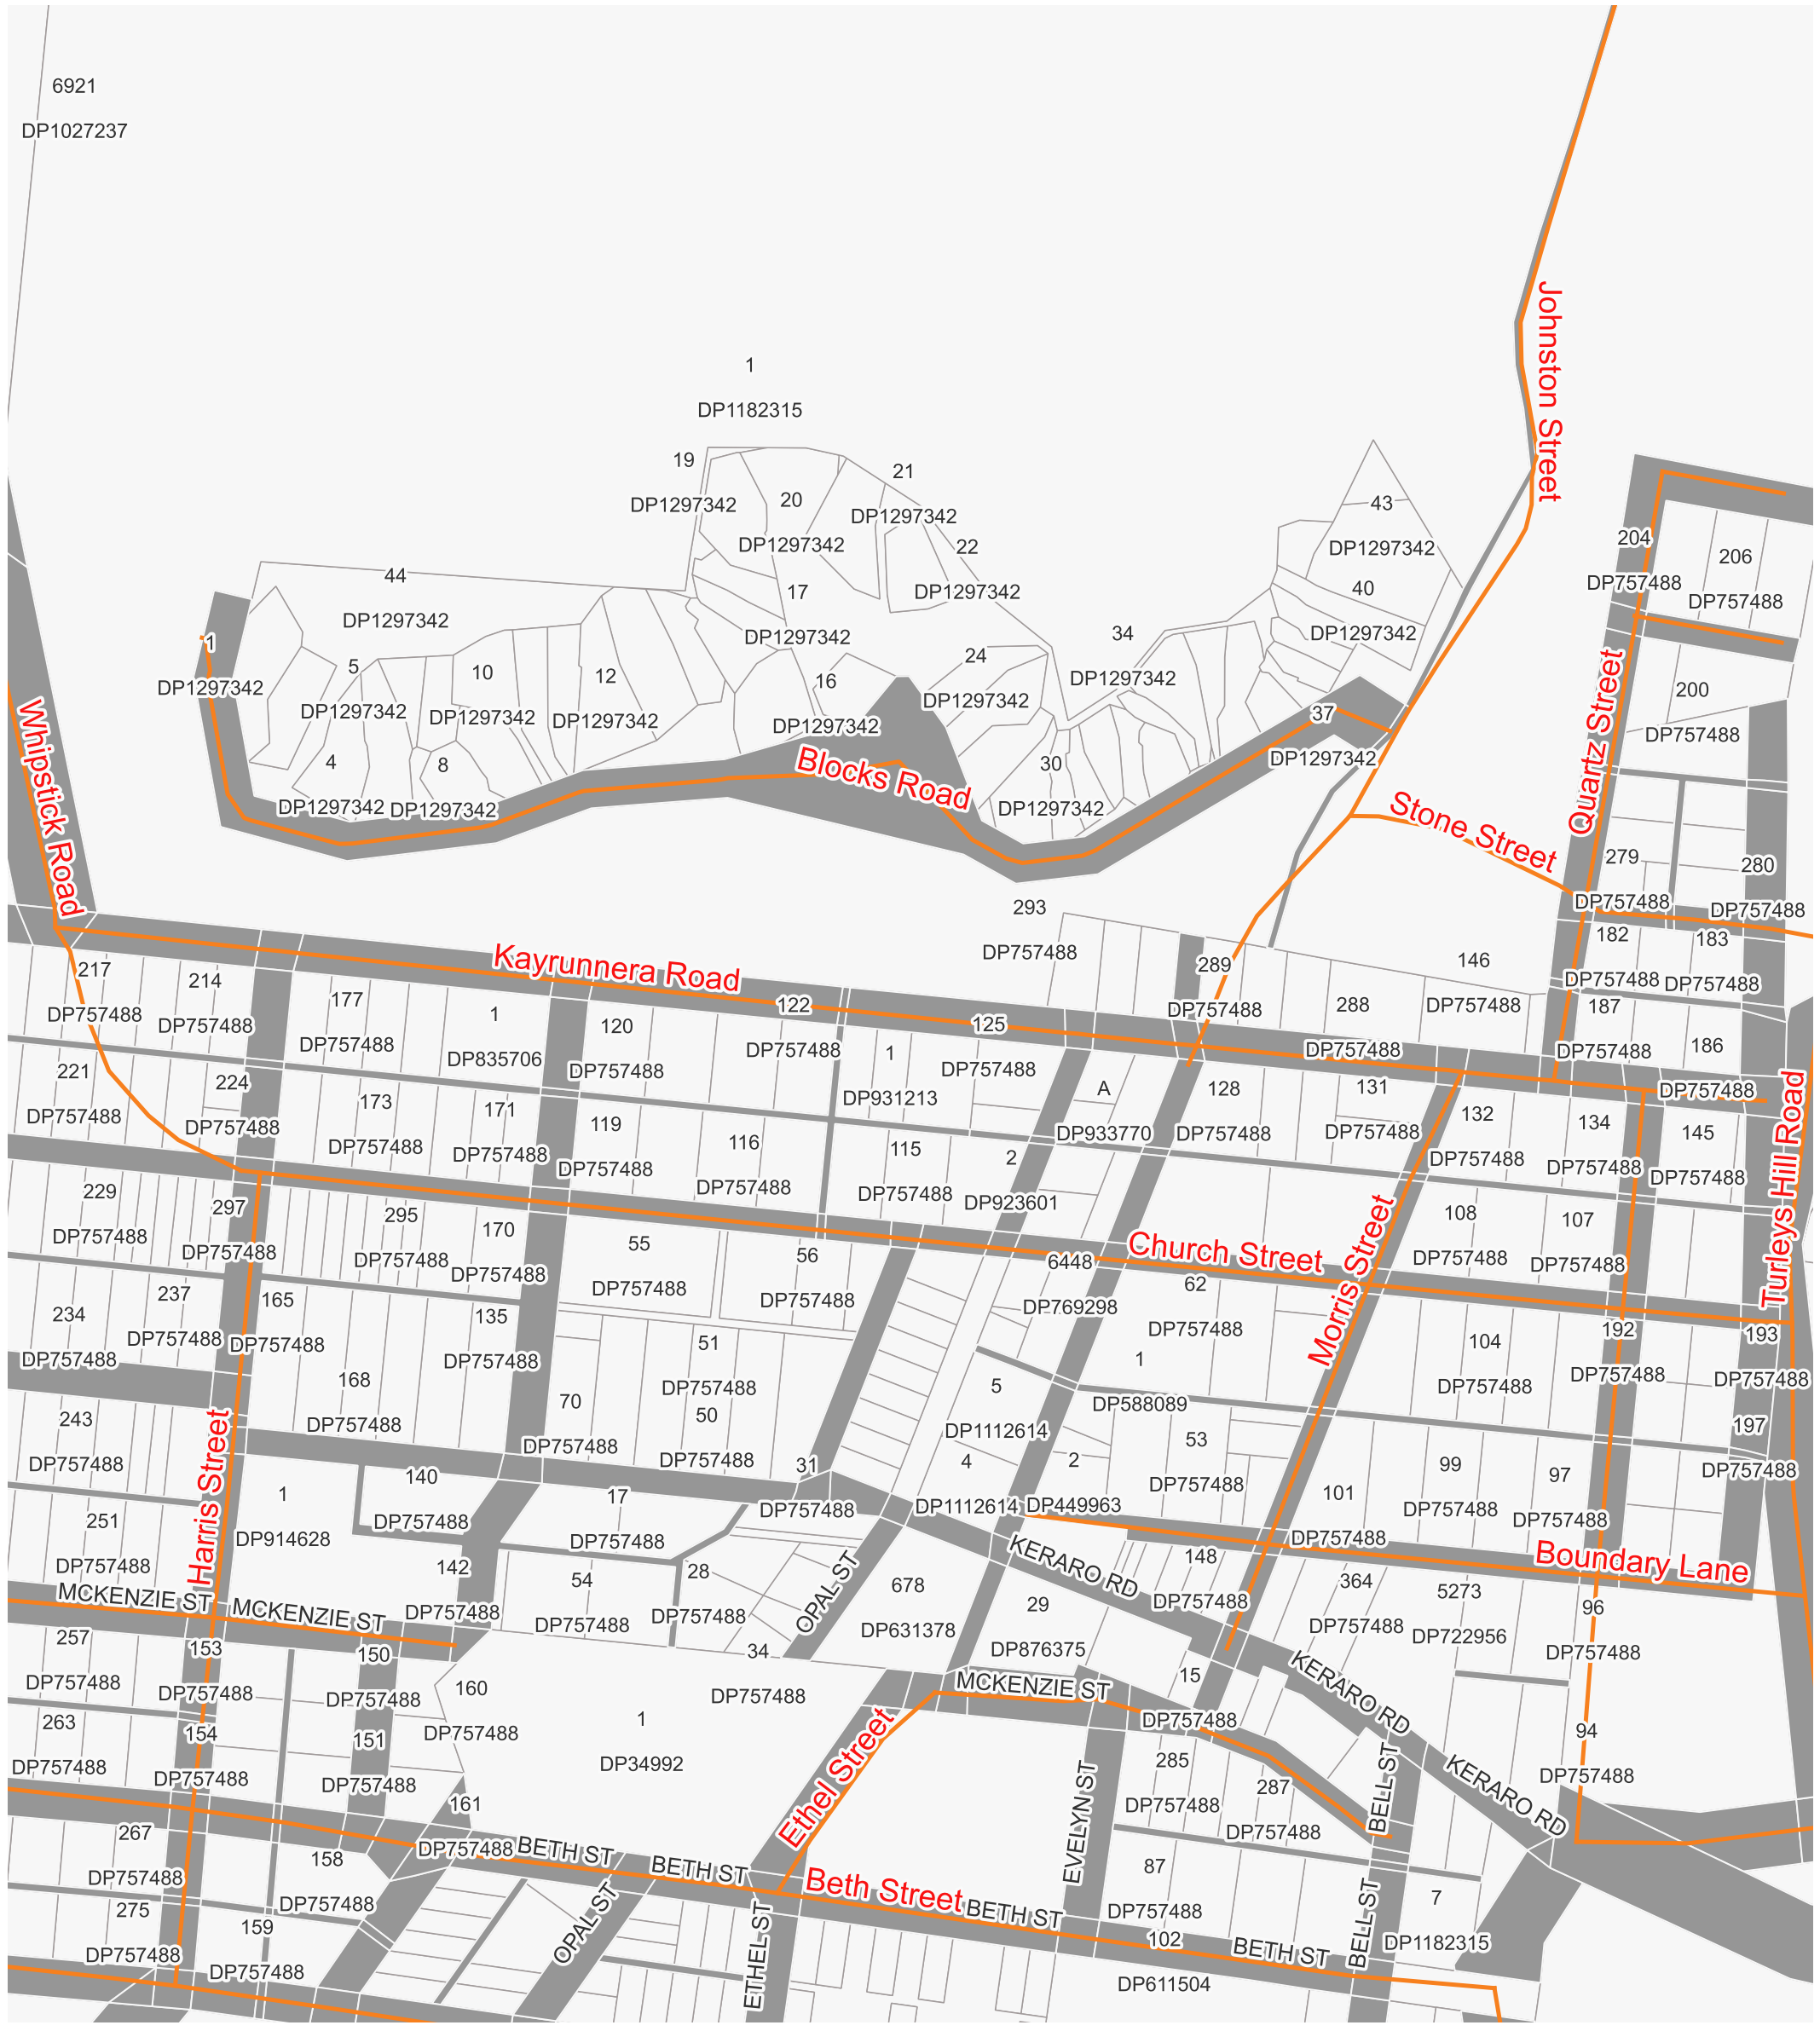 6921
DP1027237
Johnston Street
1
DP1182315
19
DP1297342
20
DP1297342
21
DP1297342
22
DP1297342
17
DP1297342
43
DP1297342
40
DP1297342
204
DP757488
206
DP757488
44
DP1297342
1
DP1297342
5
DP1297342
10
DP1297342
12
DP1297342
16
DP1297342
24
DP1297342
34
DP1297342
37
DP1297342
200
DP757488
4
DP1297342
8
DP1297342
30
DP1297342
Whipstick Road
Blocks Road
Stone Street
Quartz Street
279
DP757488
280
DP757488
293
DP757488
Kayrunnera Road
289
DP757488
146
DP757488
182
DP757488
183
DP757488
217
DP757488
214
DP757488
177
DP757488
1
DP835706
120
DP757488
122
DP757488
125
DP757488
1
DP931213
288
DP757488
187
DP757488
186
DP757488
221
DP757488
224
DP757488
173
DP757488
171
DP757488
119
DP757488
116
DP757488
115
DP757488
2
DP923601
A
DP933770
128
DP757488
131
DP757488
132
DP757488
134
DP757488
145
DP757488
Turleys Hill Road
229
DP757488
297
DP757488
295
DP757488
170
DP757488
55
DP757488
56
DP757488
6448
DP769298
Church Street
Morris Street
108
DP757488
107
DP757488
234
DP757488
237
DP757488
165
DP757488
135
DP757488
51
DP757488
62
DP757488
1
DP588089
104
DP757488
192
DP757488
193
DP757488
168
DP757488
70
DP757488
50
DP757488
5
DP1112614
243
DP757488
Harris Street
53
DP757488
197
DP757488
140
DP757488
1
DP914628
17
DP757488
31
DP757488
4
DP1112614
2
DP449963
101
DP757488
99
DP757488
97
DP757488
251
DP757488
142
DP757488
54
DP757488
28
DP757488
OPAL ST
678
DP631378
KERARO RD
148
DP757488
Boundary Lane
364
DP757488
5273
DP722956
96
DP757488
MCKENZIE ST
MCKENZIE ST
29
DP876375
257
DP757488
153
DP757488
150
DP757488
160
DP757488
34
DP757488
MCKENZIE ST
15
DP757488
KERARO RD
263
DP757488
154
DP757488
151
DP757488
1
DP34992
Ethel Street
EVELYN ST
285
DP757488
287
DP757488
BELL ST
KERARO RD
94
DP757488
161
DP757488
267
DP757488
158
DP757488
BETH ST
BETH ST
Beth Street
BETH ST
87
DP757488
7
DP1182315
275
DP757488
159
DP757488
OPAL ST
ETHEL ST
102
DP611504
BETH ST
BELL ST